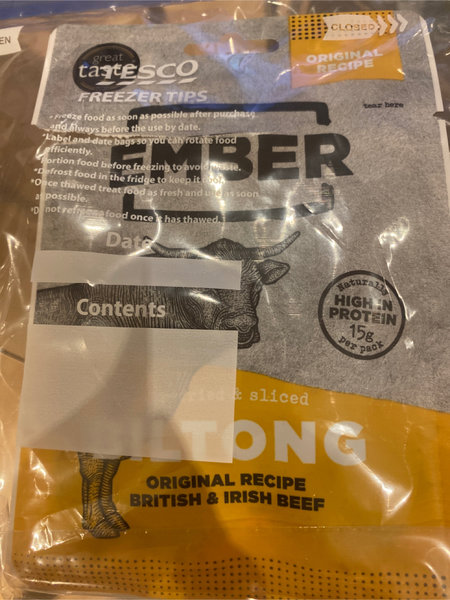 EN
CLOSED
great
taste
TESCO
ORIGINAL
RECIPE
FREEZER TIPS
tear here
• Freeze food as soon as possible after purchase
and always before the use by date.
EMBER
*Label and date bags so you can rotate food
efficiently.
Portion food before freezing to avoid waste.
*Defrost food in the fridge to keep it cool.
*Once thawed treat food as fresh and use as soon
as possible.
*Do not refreeze food once it has thawed.
Date
Naturally
HIGH IN
PROTEIN
15g
per pack
Contents
& sliced
BILTONG
ORIGINAL RECIPE
BRITISH & IRISH BEEF